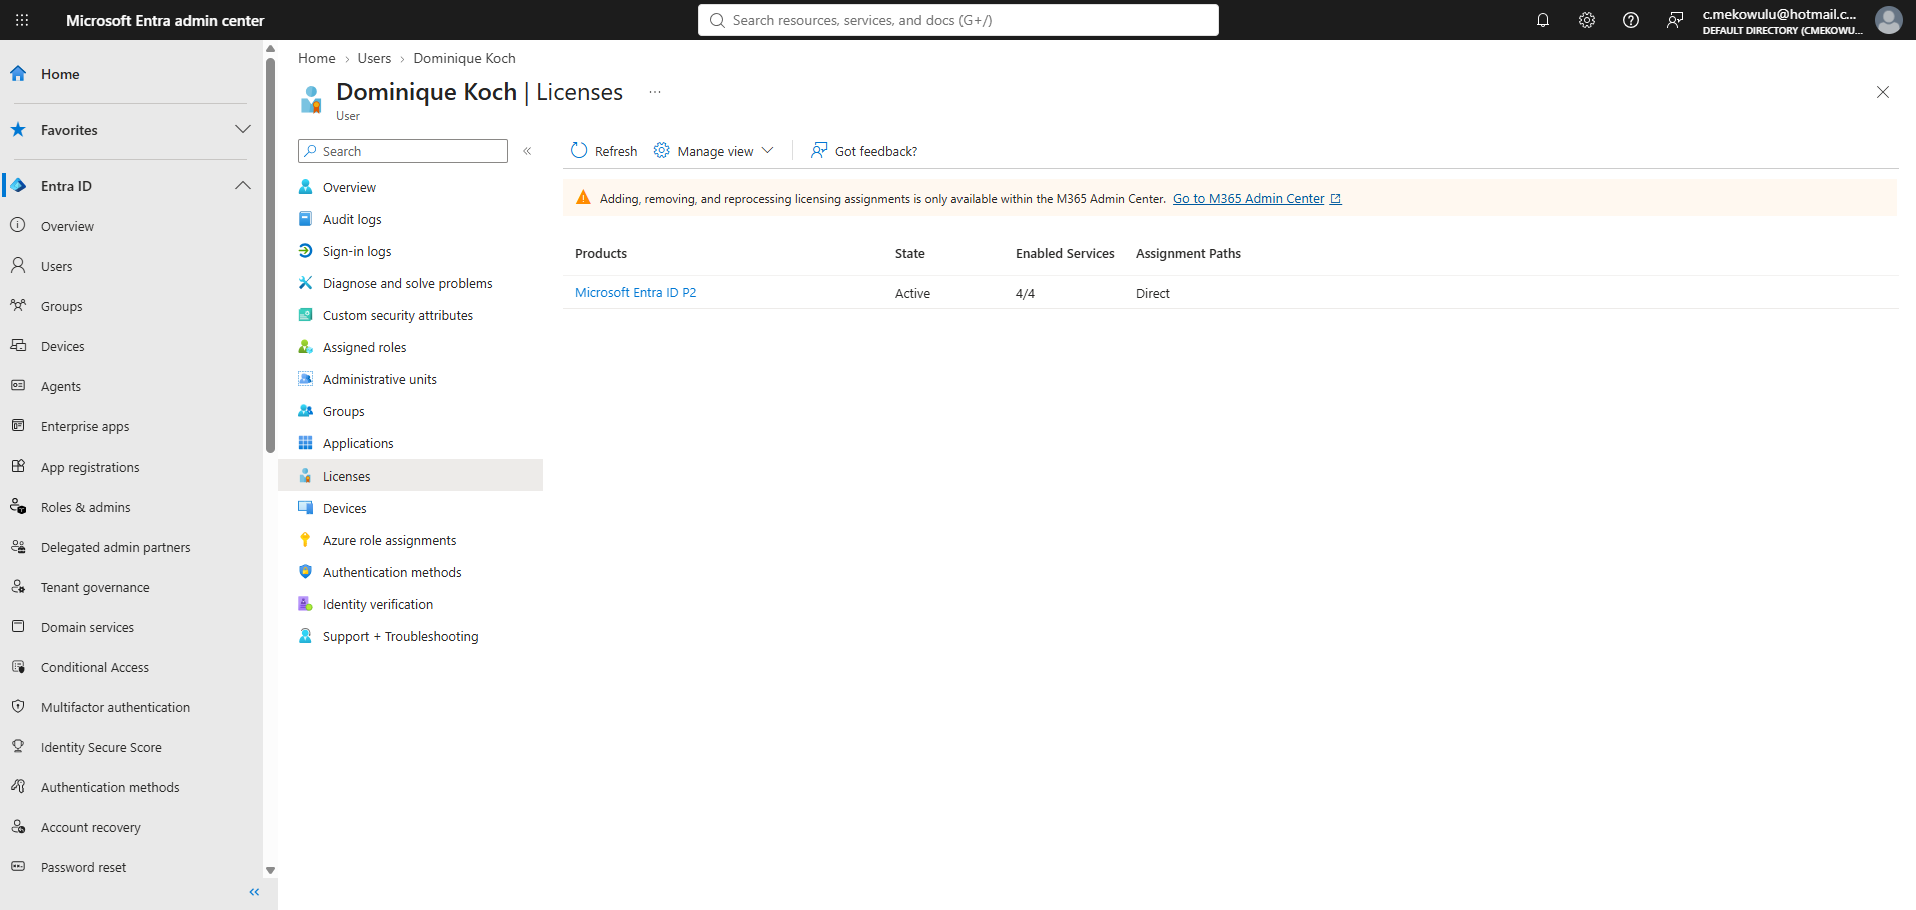 Microsoft Entra admin center
Search resources, services, and docs (G+/)
c.mekowulu@hotmail.c...
DEFAULT DIRECTORY (CMEKOWU...
Home
Favorites
Entra ID
Overview
Users
Groups
Devices
Agents
Enterprise apps
App registrations
Roles & admins
Delegated admin partners
Tenant governance
Domain services
Conditional Access
Multifactor authentication
Identity Secure Score
Authentication methods
Account recovery
Password reset
Home > Users > Dominique Koch
Dominique Koch | Licenses ...
User
Search
Overview
Audit logs
Sign-in logs
Diagnose and solve problems
Custom security attributes
Assigned roles
Administrative units
Groups
Applications
Licenses
Devices
Azure role assignments
Authentication methods
Identity verification
Support + Troubleshooting
Refresh Manage view Got feedback?
Adding, removing, and reprocessing licensing assignments is only available within the M365 Admin Center. Go to M365 Admin Center
Products State Enabled Services Assignment Paths
Microsoft Entra ID P2 Active 4/4 Direct